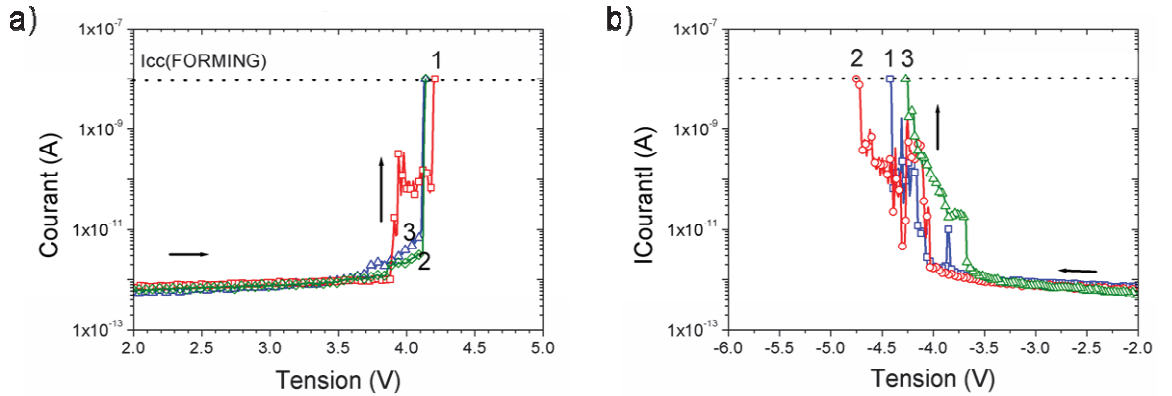 a)
1x10-7
Icc(FORMING)
1
1x10-9
Courant (A)
1x10-11
3
2
1x10-13
2.0 2.5 3.0 3.5 4.0 4.5 5.0
Tension (V)
b)
1x10-7
2 1 3
1x10-9
ICourantI (A)
1x10-11
1x10-13
-6.0 -5.5 -5.0 -4.5 -4.0 -3.5 -3.0 -2.5 -2.0
Tension (V)